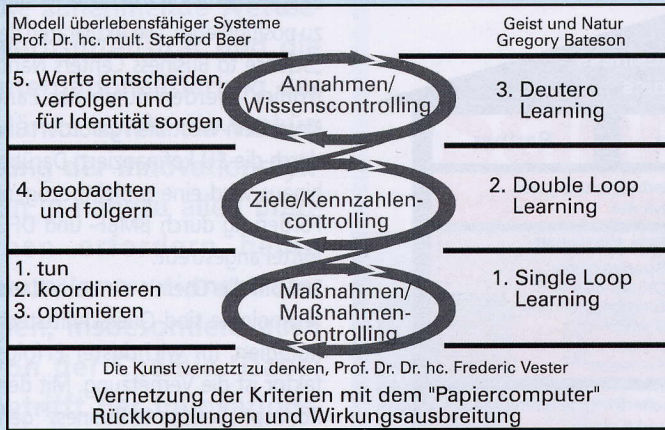 Modell überlebensfähiger Systeme
Prof. Dr. Dr. mult. Stafford Beer
Geist und Natur
Gregory Bateson
5. Werte entscheiden,
verfolgen und
für Identität sorgen
Annahmen/
Wissenscontrolling
3. Deutero
Learning
4. beobachten
und folgern
Ziele/Kennzahlen-
controlling
2. Double Loop
Learning
1. tun
2. koordinieren
3. optimieren
Maßnahmen/
Maßnahmen-
controlling
1. Single Loop
Learning
Die Kunst vernetzt zu denken, Prof. Dr. Dr. hc. Frederic Vester
Vernetzung der Kriterien mit dem "Papiercomputer"
Rückkopplungen und Wirkungsausbreitung